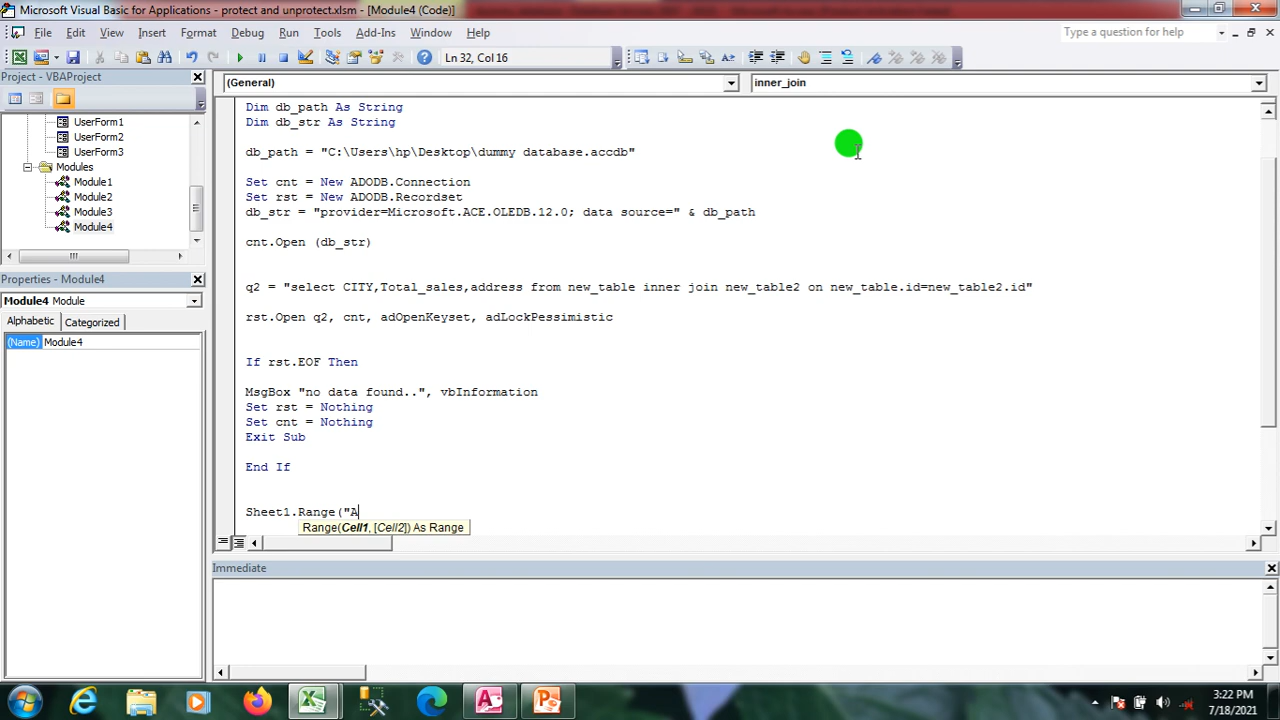 Microsoft Visual Basic for Applications - protect and unprotect.xlsm - [Module4 (Code)]
File Edit View Insert Format Debug Run Tools Add-Ins Window Help
Type a question for help
Ln 32, Col 16
Project - VBAProject
(General)
inner_join
UserForm1
UserForm2
UserForm3
Modules
Module1
Module2
Module3
Module4
Properties - Module4
Module4 Module
Alphabetic Categorized
(Name) Module4
Dim db_path As String
Dim db_str As String
db_path = "C:\Users\hp\Desktop\dummy database.accdb"
Set cnt = New ADODB.Connection
Set rst = New ADODB.Recordset
db_str = "provider=Microsoft.ACE.OLEDB.12.0; data source=" & db_path
cnt.Open (db_str)
q2 = "select CITY,Total_sales,address from new_table inner join new_table2 on new_table.id=new_table2.id"
rst.Open q2, cnt, adOpenKeyset, adLockPessimistic
If rst.EOF Then
MsgBox "no data found..", vbInformation
Set rst = Nothing
Set cnt = Nothing
Exit Sub
End If
Sheet1.Range("A
Range(Cell1, [Cell2]) As Range
Immediate
3:22 PM
7/18/2021